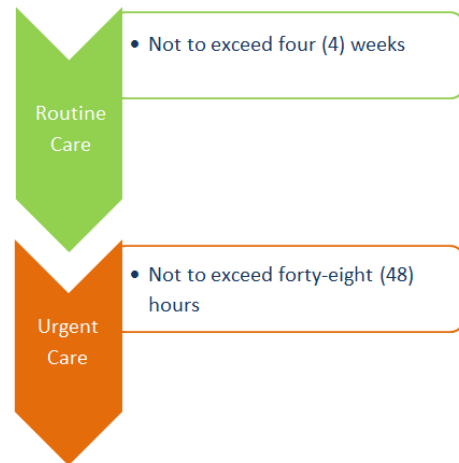 • Not to exceed four (4) weeks
Routine
Care
• Not to exceed forty-eight (48)
hours
Urgent
Care